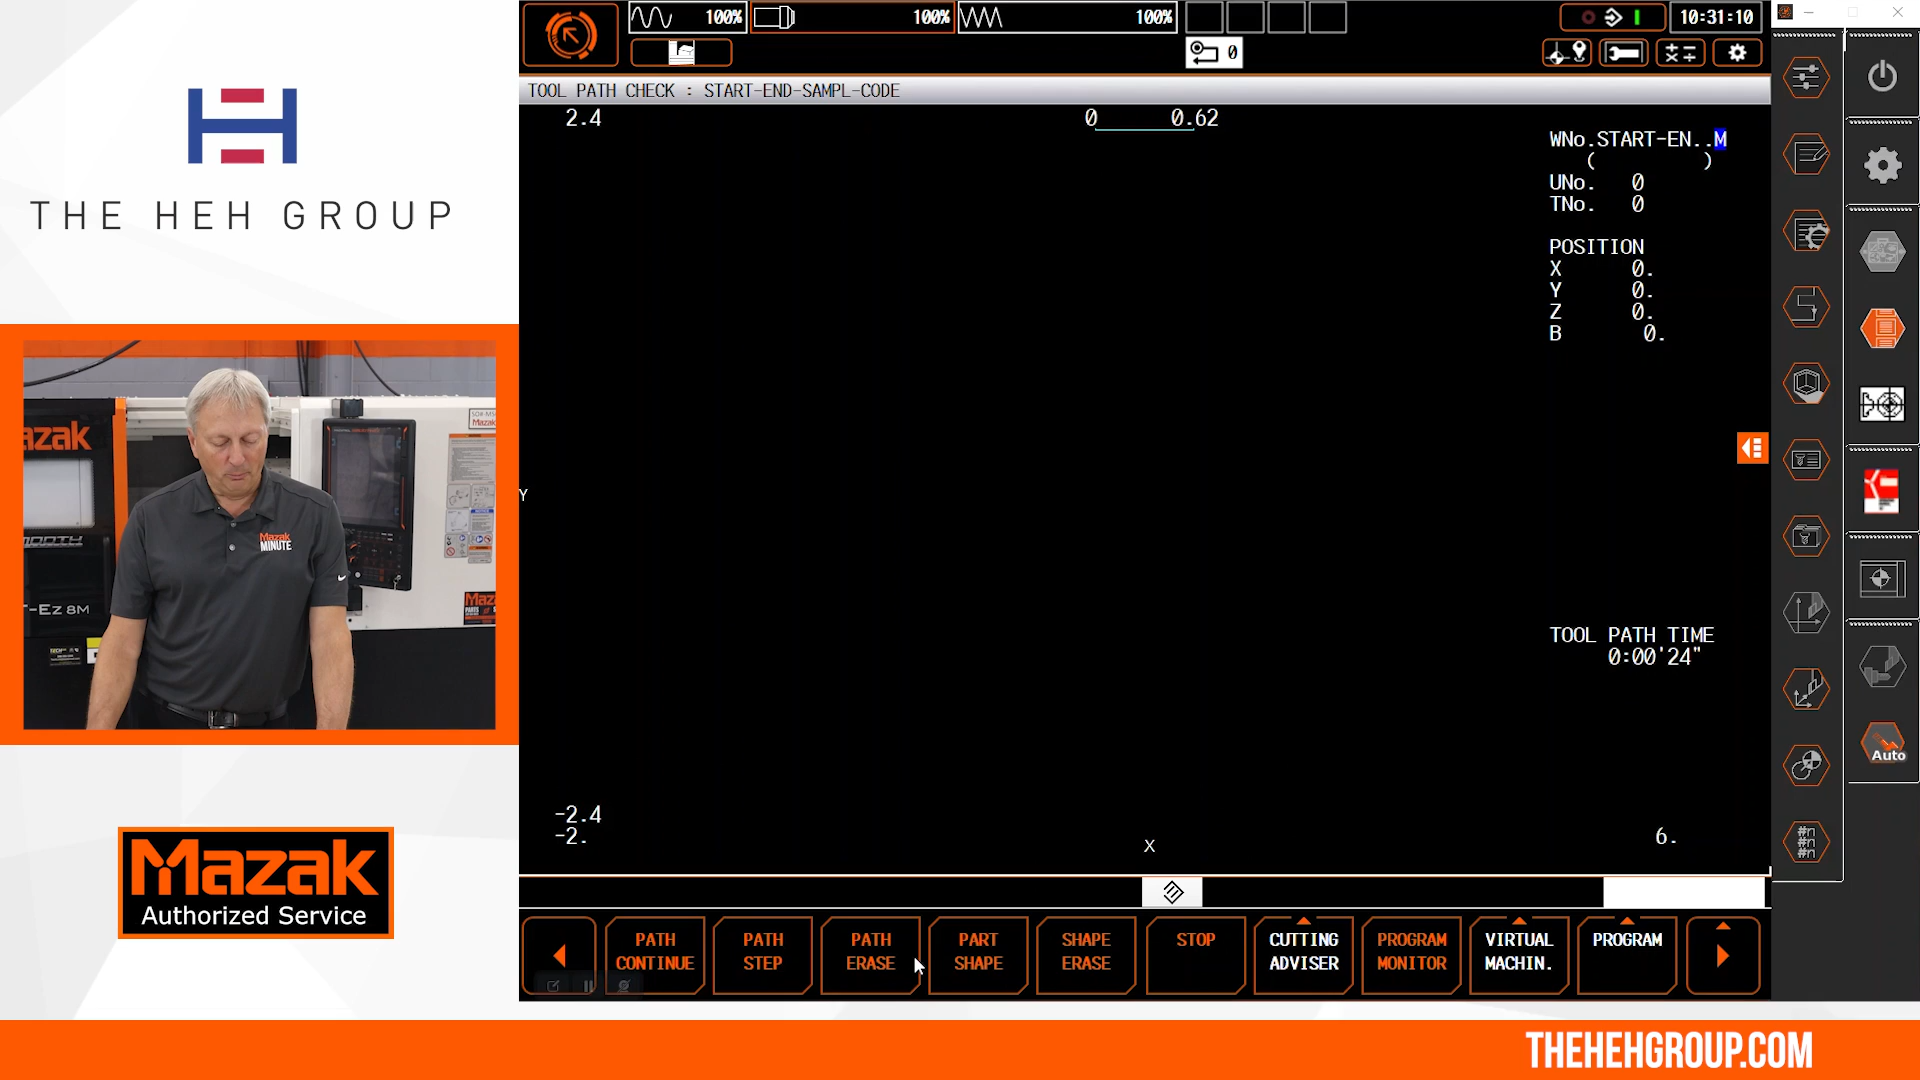 THE HEH GROUP
Mazak
Authorized Service
azak
OOTH
-Ez 8M
Mazak
MINUTE
100%
100%
100%
0
10:31:10
TOOL PATH CHECK : START-END-SAMPL-CODE
2.4
0 0.62
WNo.START-EN..M
( )
UNo. 0
TNo. 0
POSITION
X 0.
Y 0.
Z 0.
B 0.
Y
TOOL PATH TIME
0:00'24"
-2.4
-2.
X
6.
PATH CONTINUE
PATH STEP
PATH ERASE
PART SHAPE
SHAPE ERASE
STOP
CUTTING ADVISER
PROGRAM MONITOR
VIRTUAL MACHIN.
PROGRAM
#n
#n
#n
Auto
THEHEHGROUP.COM